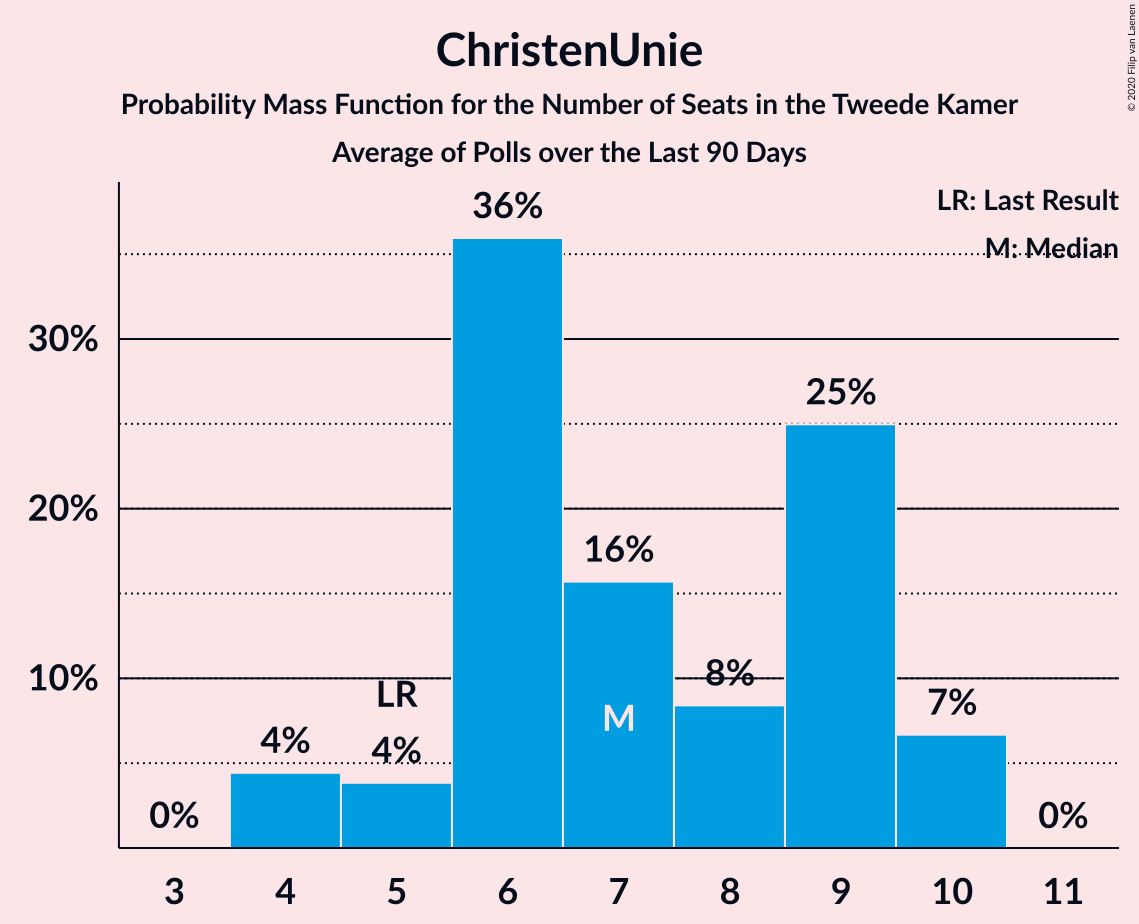 ChristenUnie
Probability Mass Function for the Number of Seats in the Tweede Kamer
Average of Polls over the Last 90 Days
© 2020 Filip van Laenen
LR: Last Result
M: Median
36%
30%
25%
20%
16%
10%
8%
LR
7%
M
4%
4%
0%
0%
3 4 5 6 7 8 9 10 11